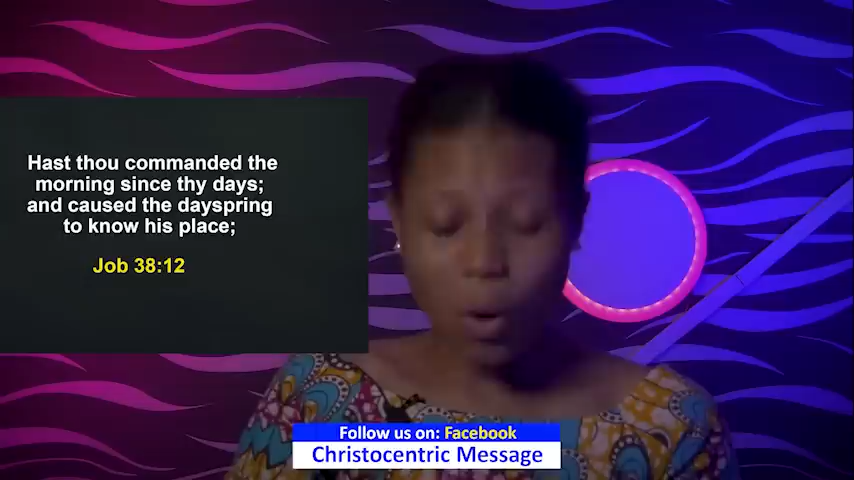 Hast thou commanded the
morning since thy days;
and caused the dayspring
to know his place;
Job 38:12
Follow us on: Facebook
Christocentric Message